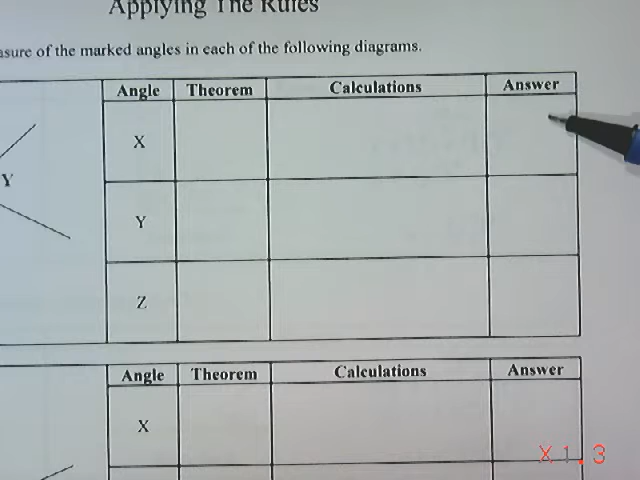 Applying The Rules
asure of the marked angles in each of the following diagrams.
Angle Theorem Calculations Answer
X
Y
Y
Z
Angle Theorem Calculations Answer
X
X1.3